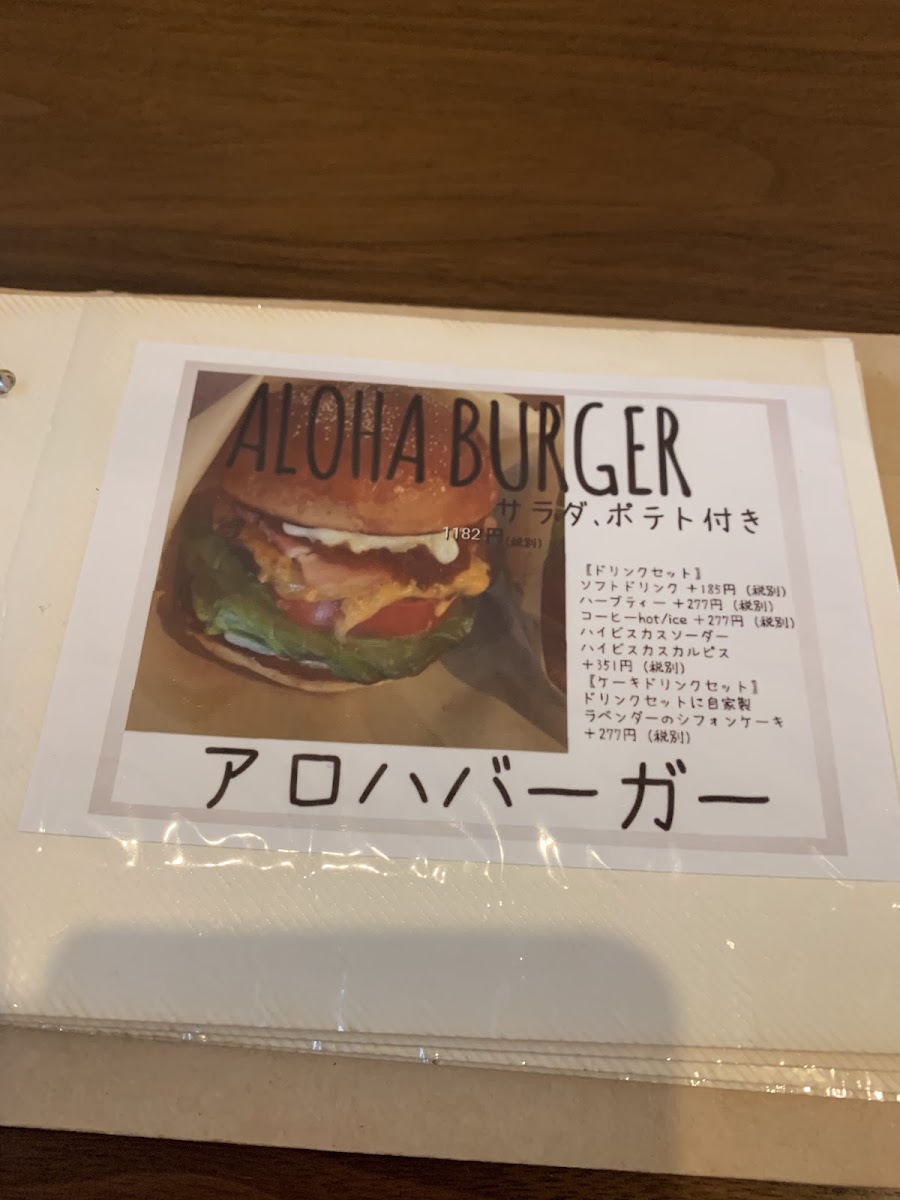 ALOHA BURGER
サラダ、ポテト付き
1182円(税別)
〖ドリンクセット〗
ソフトドリンク +185円 (税別)
ハーブティー +277円 (税別)
コーヒーhot/ice +277円 (税別)
ハイビスカスソーダー
ハイビスカスカルピス
+351円 (税別)
〖ケーキドリンクセット〗
ドリンクセットに自家製
ラベンダーのシフォンケーキ
+277円 (税別)
アロハバーガー